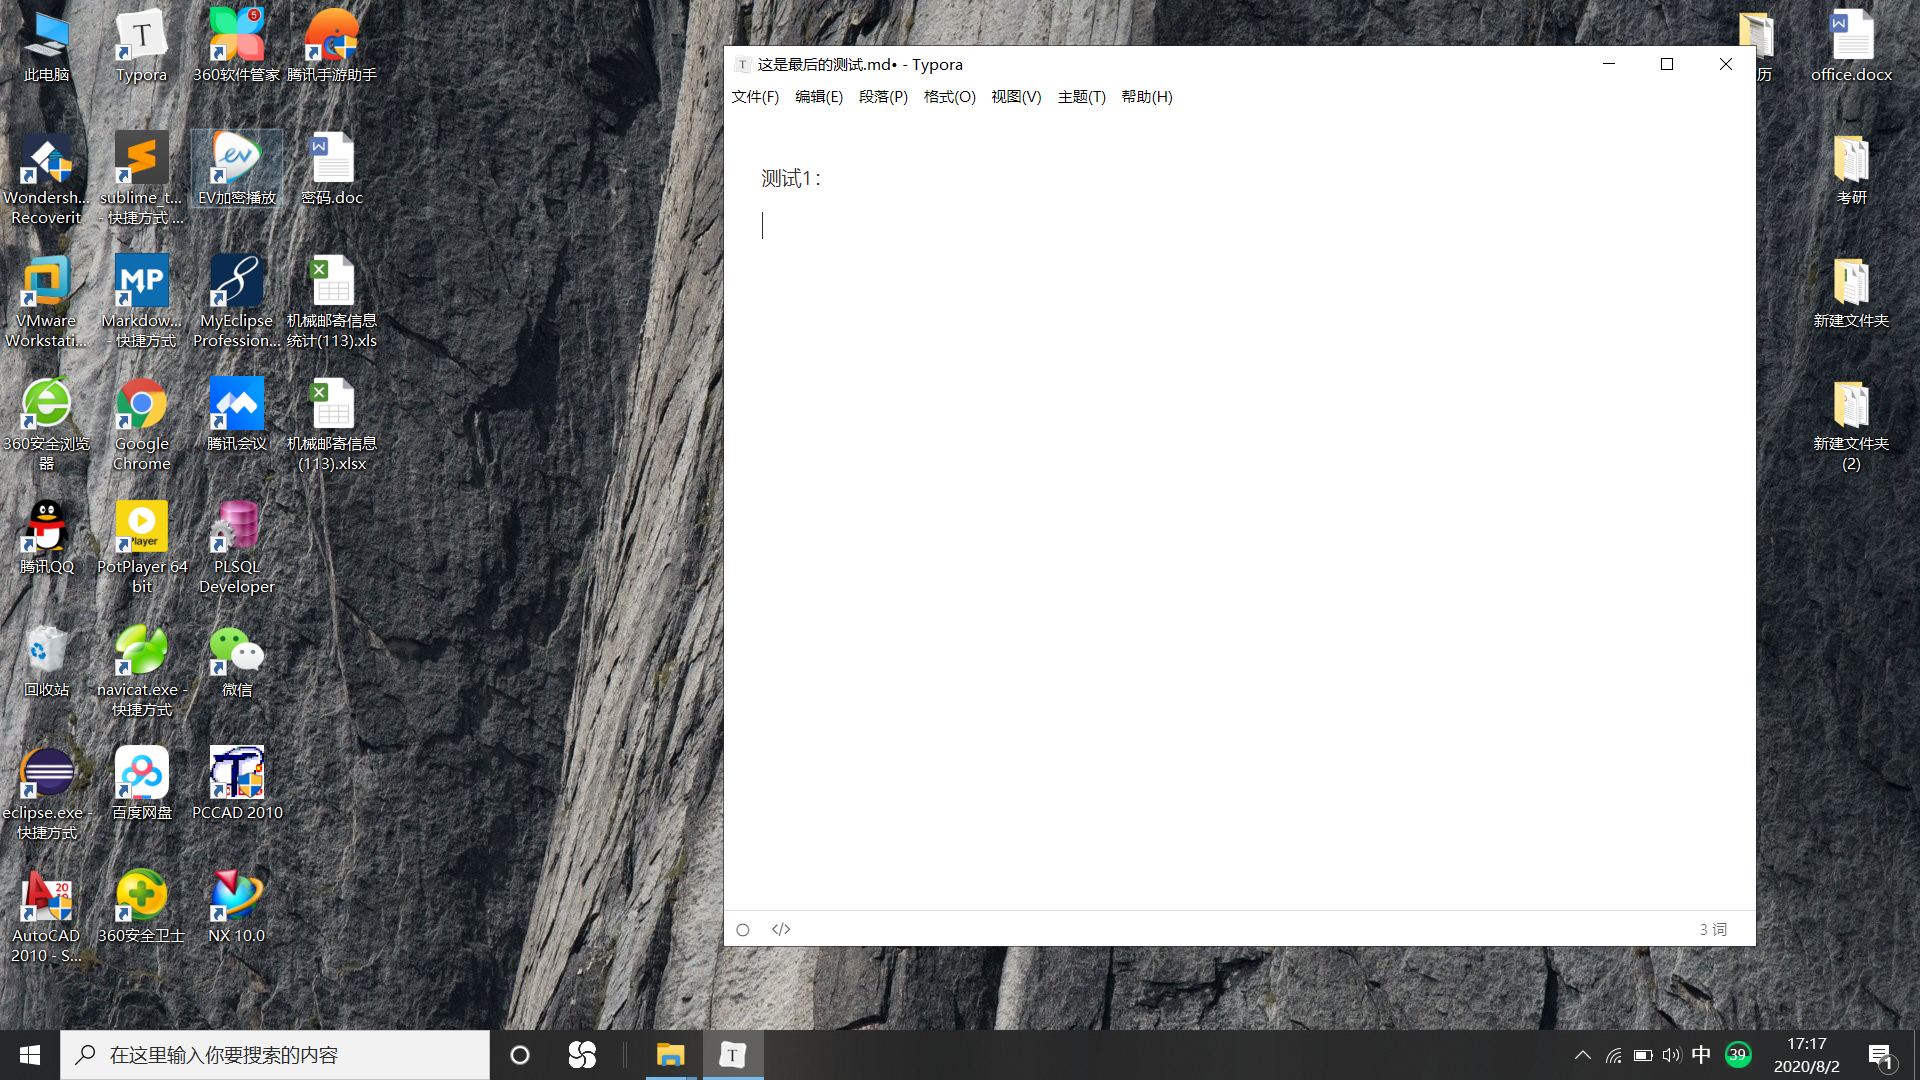 此电脑
Typora
5
360软件管家
腾讯手游助手
Wondersh...
Recoverit
sublime_t...
- 快捷方式 ...
EV加密播放
密码.doc
VMware
Workstati...
Markdow...
- 快捷方式
MyEclipse
Profession...
机械邮寄信息
统计(113).xls
360安全浏览
器
Google
Chrome
腾讯会议
机械邮寄信息
(113).xlsx
腾讯QQ
Player
PotPlayer 64
bit
PLSQL
Developer
回收站
navicat.exe -
快捷方式
微信
eclipse.exe -
快捷方式
百度网盘
PCCAD 2010
AutoCAD
2010 - S...
360安全卫士
NX 10.0
T 这是最后的测试.md• - Typora
文件(F) 编辑(E) 段落(P) 格式(O) 视图(V) 主题(T) 帮助(H)
测试1：
</> 3 词
历
office.docx
考研
新建文件夹
新建文件夹
(2)
在这里输入你要搜索的内容
T
中
39
17:17
2020/8/2
1